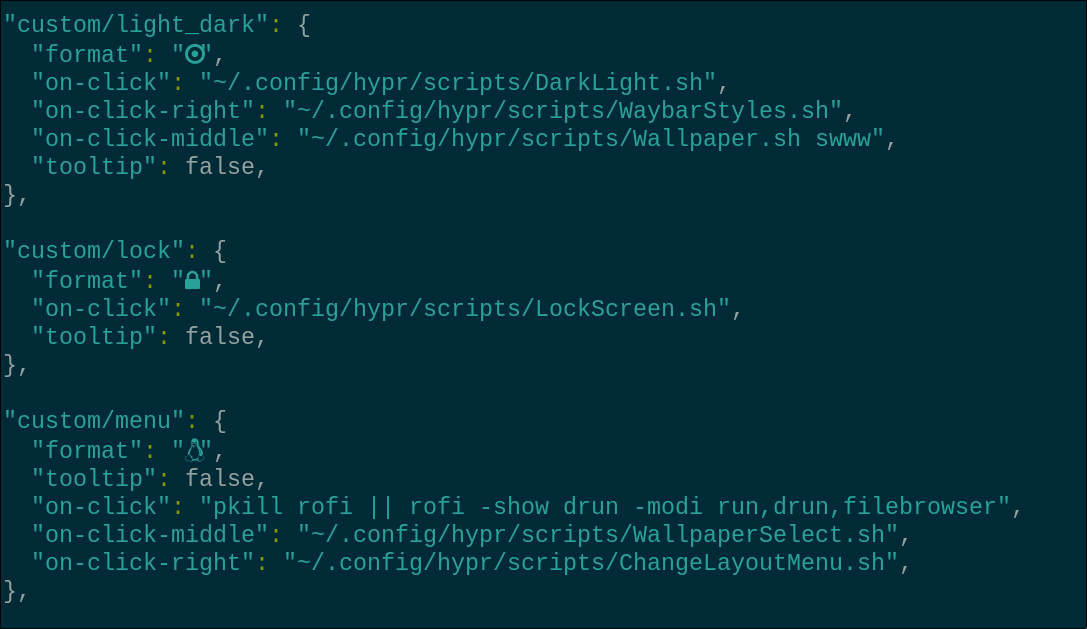 "custom/light_dark": {
  "format": "",
  "on-click": "~/.config/hypr/scripts/DarkLight.sh",
  "on-click-right": "~/.config/hypr/scripts/WaybarStyles.sh",
  "on-click-middle": "~/.config/hypr/scripts/Wallpaper.sh swww",
  "tooltip": false,
},

"custom/lock": {
  "format": "",
  "on-click": "~/.config/hypr/scripts/LockScreen.sh",
  "tooltip": false,
},

"custom/menu": {
  "format": "",
  "tooltip": false,
  "on-click": "pkill rofi || rofi -show drun -modi run,drun,filebrowser",
  "on-click-middle": "~/.config/hypr/scripts/WallpaperSelect.sh",
  "on-click-right": "~/.config/hypr/scripts/ChangeLayoutMenu.sh",
},